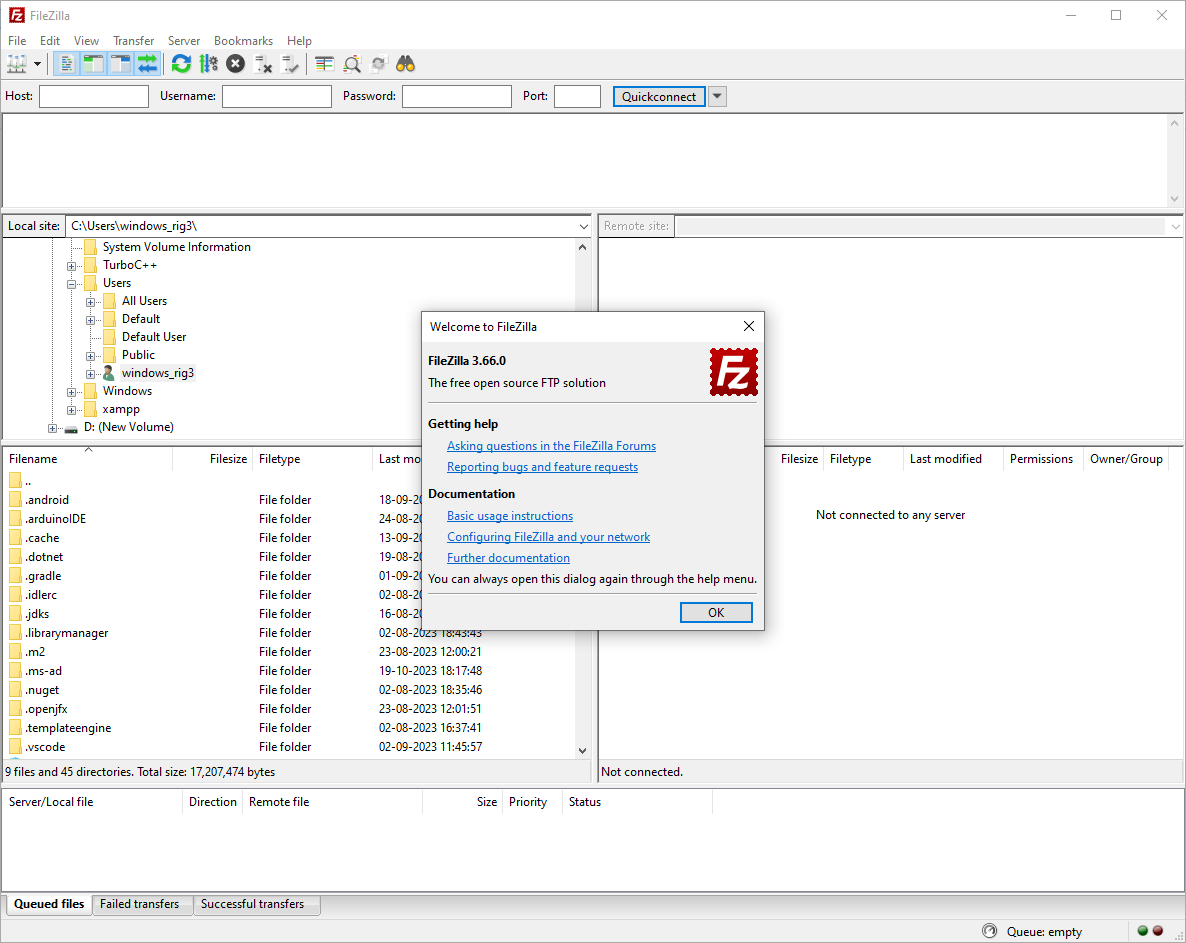 FileZilla
File Edit View Transfer Server Bookmarks Help
Host: Username: Password: Port: Quickconnect
Local site: C:\Users\windows_rig3\ Remote site:
System Volume Information
TurboC++
Users
All Users
Default
Default User
Public
windows_rig3
Windows
xampp
D: (New Volume)
Welcome to FileZilla
FileZilla 3.66.0
The free open source FTP solution
Fz
Getting help
Asking questions in the FileZilla Forums
Reporting bugs and feature requests
Documentation
Basic usage instructions
Configuring FileZilla and your network
Further documentation
You can always open this dialog again through the help menu.
OK
Filename Filesize Filetype Last mo
..
.android File folder 18-09-20
.arduinoIDE File folder 24-08-20
.cache File folder 13-09-20
.dotnet File folder 19-08-20
.gradle File folder 01-09-20
.idlerc File folder 02-08-20
.jdks File folder 16-08-20
.librarymanager File folder 02-08-2023 18:43:43
.m2 File folder 23-08-2023 12:00:21
.ms-ad File folder 19-10-2023 18:17:48
.nuget File folder 02-08-2023 18:35:46
.openjfx File folder 23-08-2023 12:01:51
.templateengine File folder 02-08-2023 16:37:41
.vscode File folder 02-09-2023 11:45:57
9 files and 45 directories. Total size: 17,207,474 bytes
Filesize Filetype Last modified Permissions Owner/Group
Not connected to any server
Not connected.
Server/Local file Direction Remote file Size Priority Status
Queued files Failed transfers Successful transfers
Queue: empty